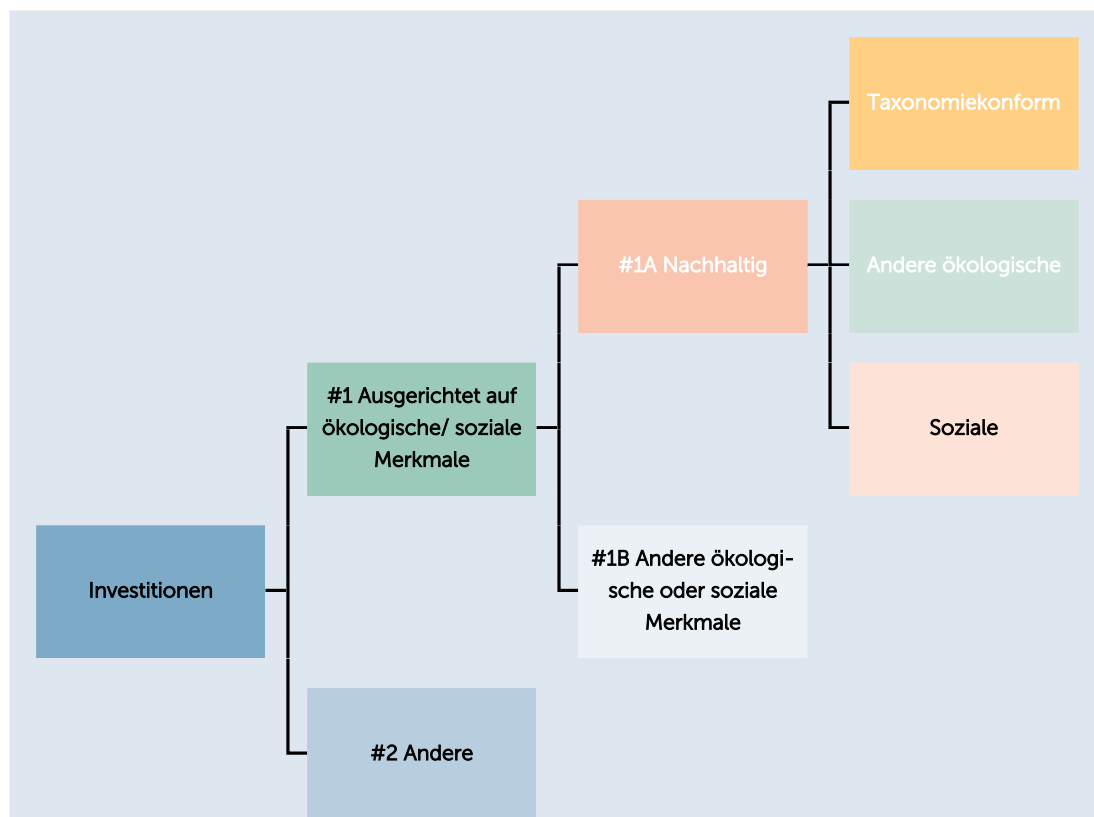 Taxonomiekonform
#1A Nachhaltig
Andere ökologische
#1 Ausgerichtet auf
ökologische/ soziale
Merkmale
Soziale
Investitionen
#1B Andere ökologi-
sche oder soziale
Merkmale
#2 Andere